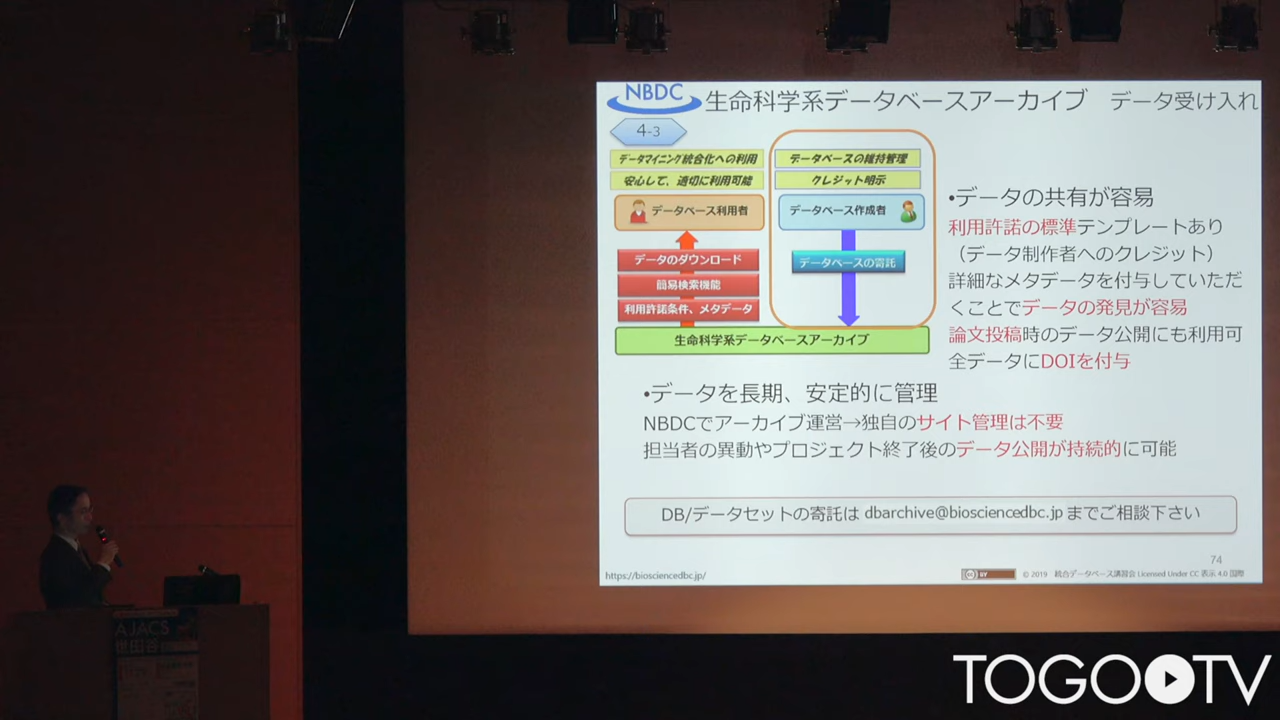 NBDC 生命科学系データベースアーカイブ データ受け入れ
4-3
データマイニング統合化への利用
安心して、適切に利用可能
データベース利用者
データのダウンロード
簡易検索機能
利用許諾条件、メタデータ
データベースの維持管理
クレジット明示
データベース作成者
データベースの寄託
生命科学系データベースアーカイブ
•データの共有が容易
利用許諾の標準テンプレートあり
（データ制作者へのクレジット）
詳細なメタデータを付与していただ
くことでデータの発見が容易
論文投稿時のデータ公開にも利用可
全データにDOIを付与
•データを長期、安定的に管理
NBDCでアーカイブ運営→独自のサイト管理は不要
担当者の異動やプロジェクト終了後のデータ公開が持続的に可能
DB/データセットの寄託は dbarchive@biosciencedbc.jp までご相談下さい
74
https://biosciencedbc.jp/
cc BY © 2019 統合データベース講習会 Licensed Under CC 表示 4.0 国際
AJACS
世田谷
TOGO TV